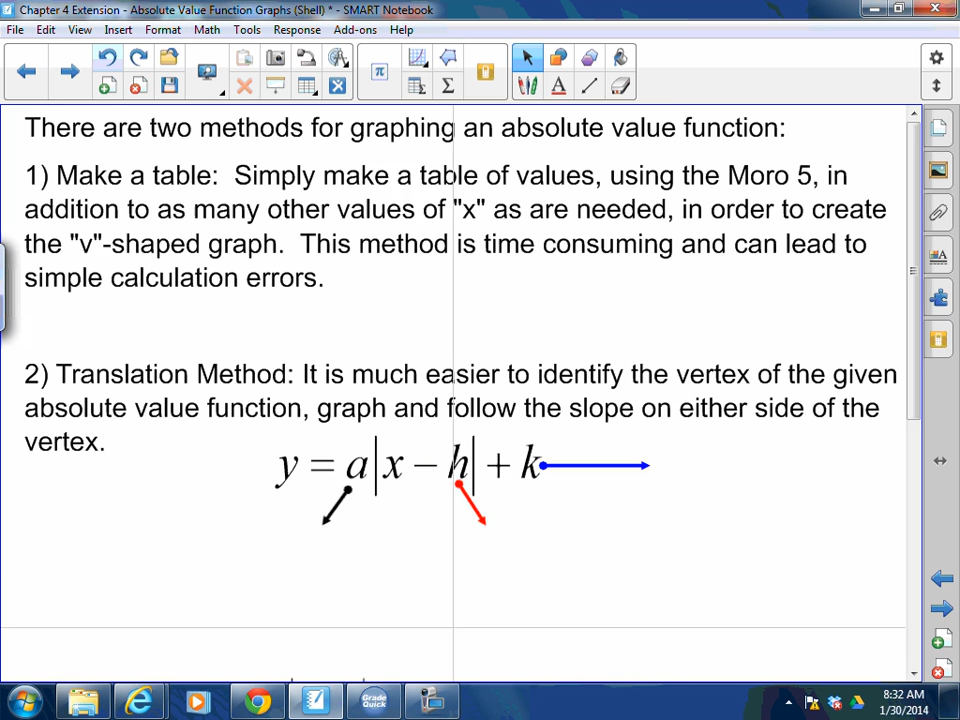 Chapter 4 Extension - Absolute Value Function Graphs (Shell) * - SMART Notebook
File Edit View Insert Format Math Tools Response Add-ons Help
π Σ A
There are two methods for graphing an absolute value function:
1) Make a table: Simply make a table of values, using the Moro 5, in
addition to as many other values of "x" as are needed, in order to create
the "v"-shaped graph. This method is time consuming and can lead to
simple calculation errors.
2) Translation Method: It is much easier to identify the vertex of the given
absolute value function, graph and follow the slope on either side of the
vertex.
y = a|x − h| + k
Grade
Quick
8:32 AM
1/30/2014